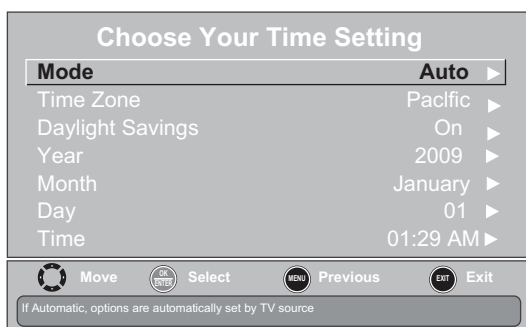 Choose Your Time Setting
Mode Auto
Time Zone Paclfic
Daylight Savings On
Year 2009
Month January
Day 01
Time 01:29 AM
Move OK ENTER Select MENU Previous EXIT Exit
If Automatic, options are automatically set by TV source